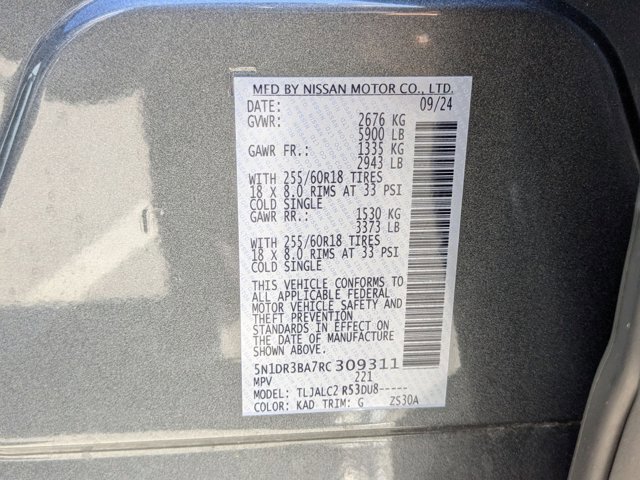 MFD BY NISSAN MOTOR CO., LTD.
DATE: 09/24
GVWR: 2676 KG
5900 LB
GAWR FR.: 1335 KG
2943 LB
WITH 255/60R18 TIRES
18 X 8.0 RIMS AT 33 PSI
COLD SINGLE
GAWR RR.: 1530 KG
3373 LB
WITH 255/60R18 TIRES
18 X 8.0 RIMS AT 33 PSI
COLD SINGLE
THIS VEHICLE CONFORMS TO
ALL APPLICABLE FEDERAL
MOTOR VEHICLE SAFETY AND
THEFT PREVENTION
STANDARDS IN EFFECT ON
THE DATE OF MANUFACTURE
SHOWN ABOVE.
5N1DR3BA7RC309311
MPV 221
MODEL: TLJALC2 R53DU8-----
COLOR: KAD TRIM: G ZS30A